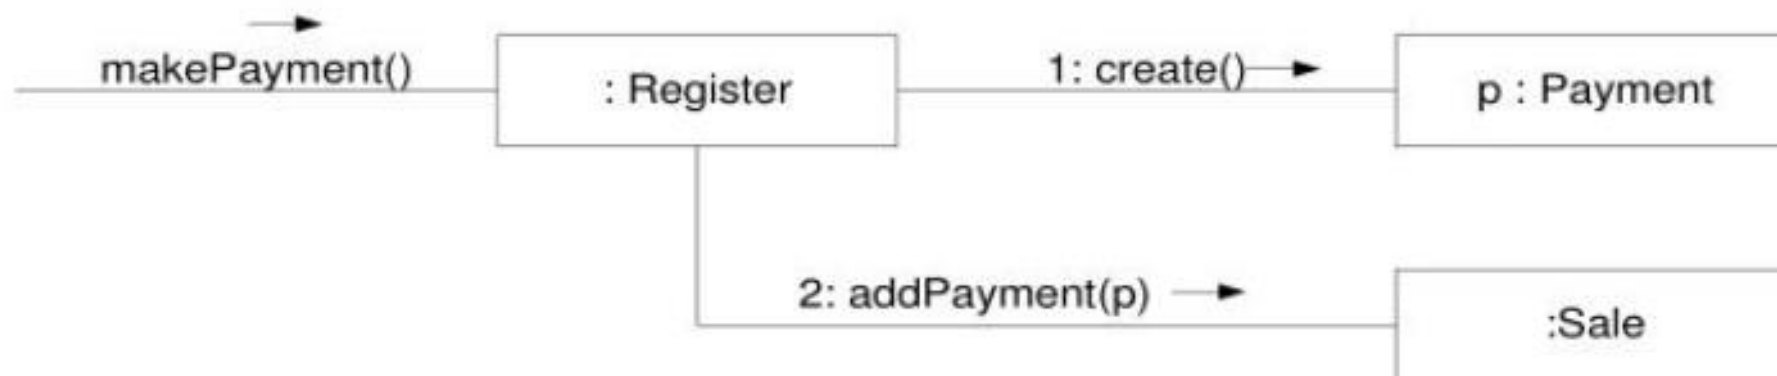 makePayment()
: Register
1: create()
p : Payment
2: addPayment(p)
:Sale